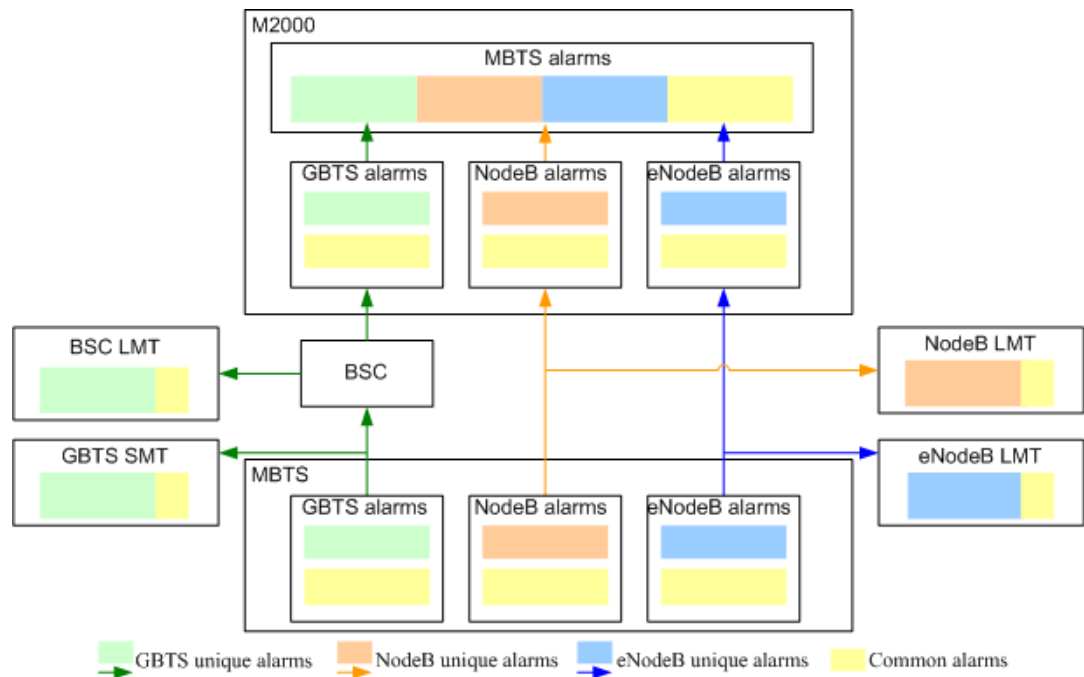 M2000
MBTS alarms
GBTS alarms
NodeB alarms
eNodeB alarms
BSC LMT
BSC
NodeB LMT
GBTS SMT
eNodeB LMT
MBTS
GBTS alarms
NodeB alarms
eNodeB alarms
GBTS unique alarms
NodeB unique alarms
eNodeB unique alarms
Common alarms